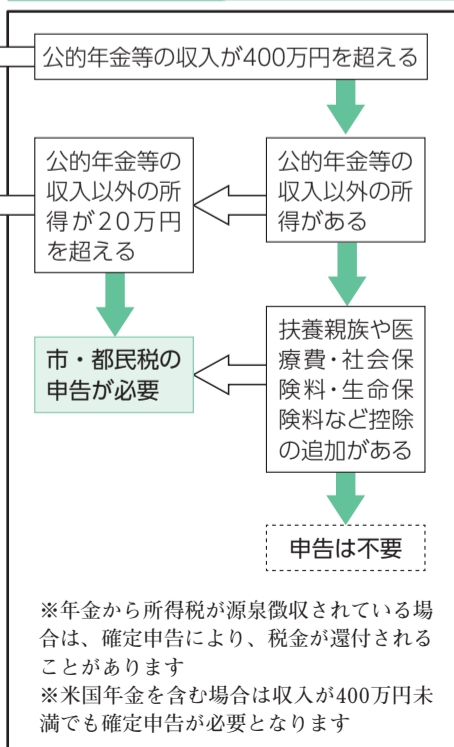 公的年金等の収入が400万円を超える
公的年金等の
収入以外の所
得が20万円
を超える
公的年金等の
収入以外の所
得がある
市・都民税の
申告が必要
扶養親族や医
療費・社会保
険料・生命保
険料など控除
の追加がある
申告は不要
※年金から所得税が源泉徴収されている場
合は、確定申告により、税金が還付される
ことがあります
※米国年金を含む場合は収入が400万円未
満でも確定申告が必要となります